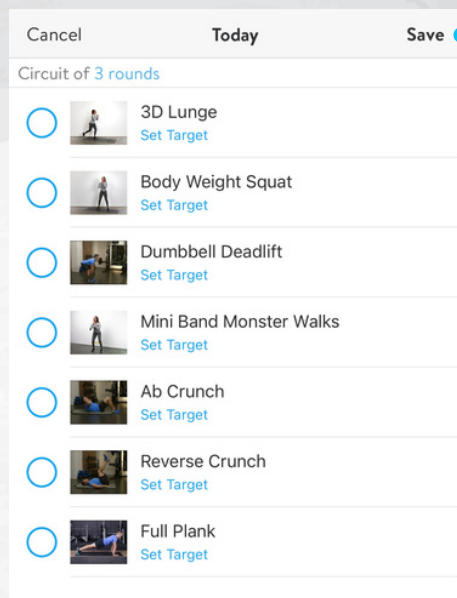 Cancel Today Save
Circuit of 3 rounds
3D Lunge
Set Target
Body Weight Squat
Set Target
Dumbbell Deadlift
Set Target
Mini Band Monster Walks
Set Target
Ab Crunch
Set Target
Reverse Crunch
Set Target
Full Plank
Set Target